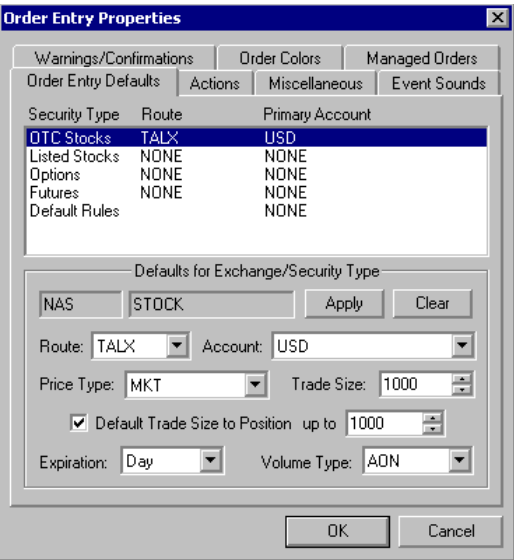 Order Entry Properties
Warnings/Confirmations Order Colors Managed Orders
Order Entry Defaults Actions Miscellaneous Event Sounds
Security Type Route Primary Account
OTC Stocks TALX USD
Listed Stocks NONE NONE
Options NONE NONE
Futures NONE NONE
Default Rules NONE
Defaults for Exchange/Security Type
NAS STOCK Apply Clear
Route: TALX Account: USD
Price Type: MKT Trade Size: 1000
Default Trade Size to Position up to 1000
Expiration: Day Volume Type: AON
OK Cancel